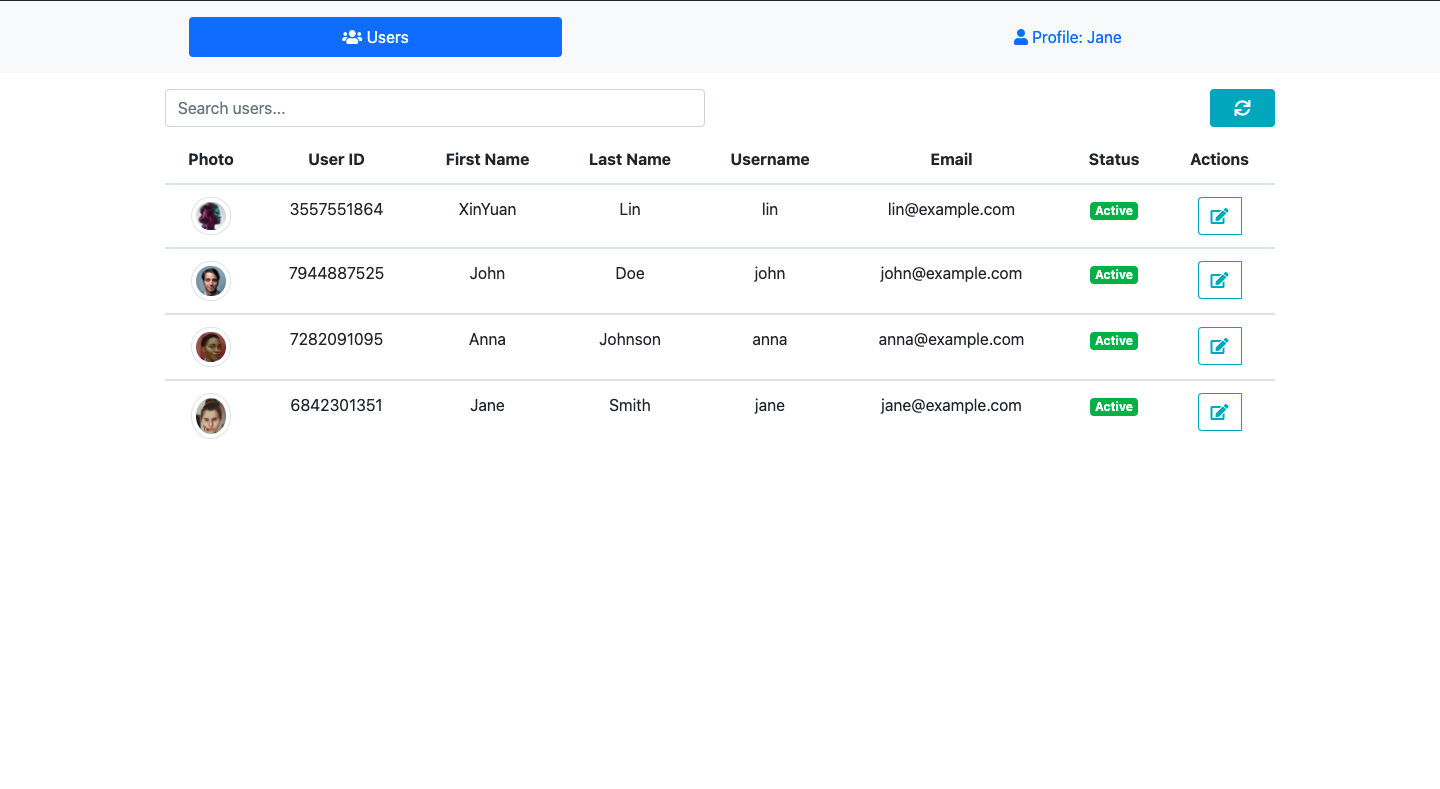 Users Profile: Jane
Search users...
Photo User ID First Name Last Name Username Email Status Actions
3557551864 XinYuan Lin lin lin@example.com Active
7944887525 John Doe john john@example.com Active
7282091095 Anna Johnson anna anna@example.com Active
6842301351 Jane Smith jane jane@example.com Active